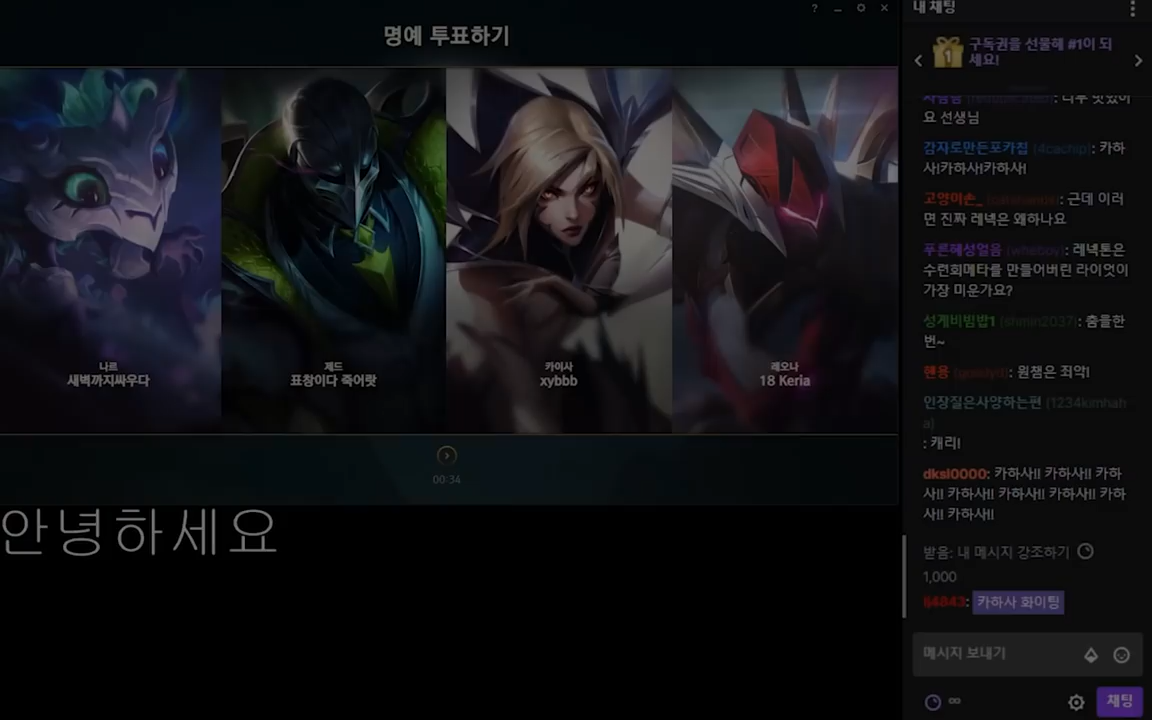 명예 투표하기
나르
새벽까지싸우다
제드
표창이다 죽어랏
카이사
xybbb
레오나
18 Keria
00:34
안녕하세요
내 채팅
구독권을 선물해 #1이 되
세요!
요 선생님
감자로만든포카칩 (4cachip): 카하
사!카하사!카하사!
고양이손_ : 근데 이러
면 진짜 레넥은 왜하나요
푸른혜성얼음 : 레넥톤은
수련회메타를 만들어버린 라이엇이
가장 미운가요?
성게비빔밥1 (shmin2037): 춤을한
번~
: 원잼은 죄악!
인장질은사양하는편 (1234kimhah
a)
: 캐리!
dksl0000: 카하사!! 카하사!! 카하
사!! 카하사!! 카하사!! 카하사!! 카하
사!! 카하사!!
받음: 내 메시지 강조하기
1,000
lj4843: 카하사 화이팅
메시지 보내기
채팅